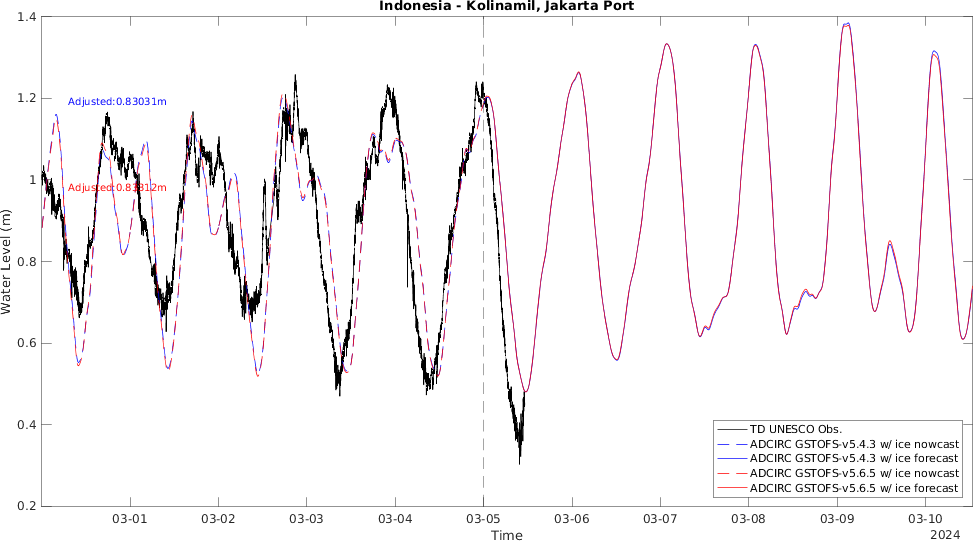 Indonesia - Kolinamil, Jakarta Port
1.4
1.2
1
0.8
0.6
0.4
0.2
Water Level (m)
Adjusted:0.83031m
03-01
03-02
03-03
03-04
03-05
03-06
03-07
03-08
03-09
03-10
2024
Time
TD UNESCO Obs.
ADCIRC GSTOFS-v5.4.3 w/ ice nowcast
ADCIRC GSTOFS-v5.4.3 w/ ice forecast
ADCIRC GSTOFS-v5.6.5 w/ ice nowcast
ADCIRC GSTOFS-v5.6.5 w/ ice forecast